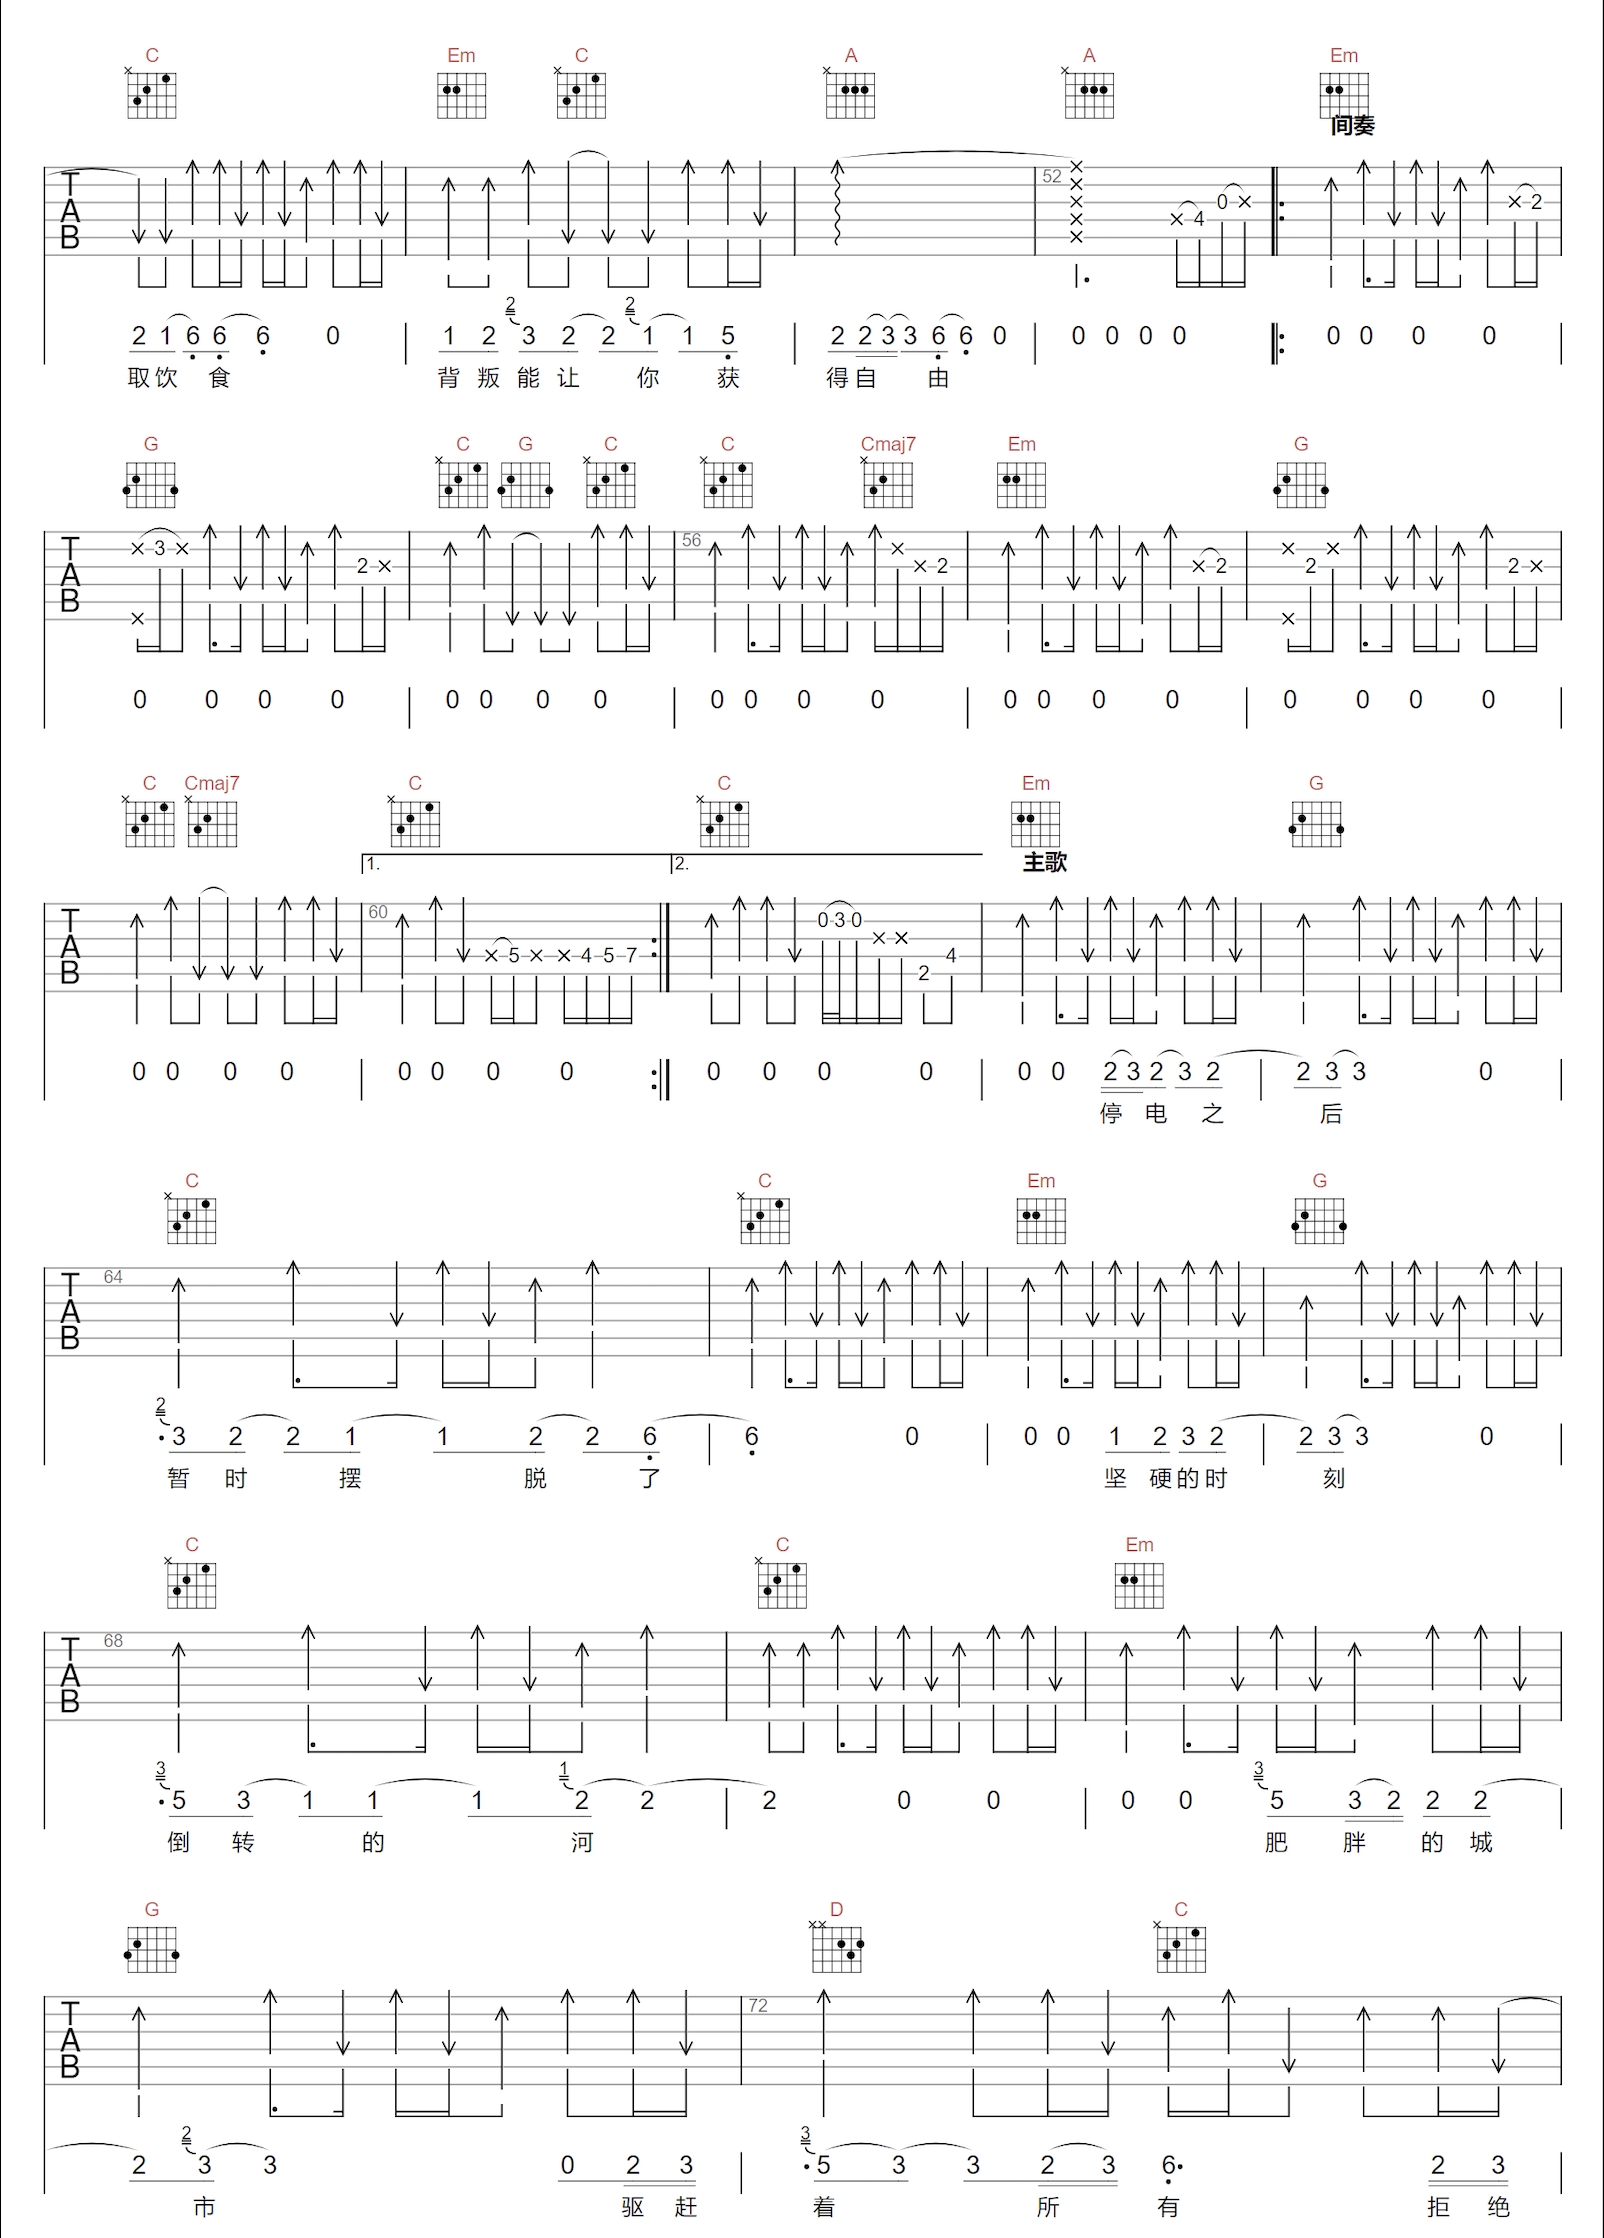 C Em C A A Em
间奏
T A B 52 4 0 2
2 1 6 6 6 0 1 2 2 3 2 2 2 1 1 5 2 2 3 3 6 6 0 0 0 0 0 0 0 0 0
取饮 食 背 叛 能 让 你 获 得自 由
G C G C C Cmaj7 Em G
T A B 3 2 56 2 2 2 2
0 0 0 0 0 0 0 0 0 0 0 0 0 0 0 0 0 0 0 0
C Cmaj7 C C Em G
1. 2. 主歌
T A B 60 5 4 5 7 0 3 0 2 4
0 0 0 0 0 0 0 0 0 0 0 0 0 0 2 3 2 3 2 2 3 3 0
停 电 之 后
C C Em G
T A B 64
2 3 2 2 1 1 2 2 6 6 0 0 0 1 2 3 2 2 3 3 0
暂 时 摆 脱 了 坚 硬的时 刻
C C Em
T A B 68
3 5 3 1 1 1 1 2 2 2 0 0 0 0 3 5 3 2 2 2
倒 转 的 河 肥 胖 的 城
G D C
T A B 72
2 2 3 3 0 2 3 3 5 3 3 2 3 6 2 3
市 驱 赶 着 所 有 拒 绝